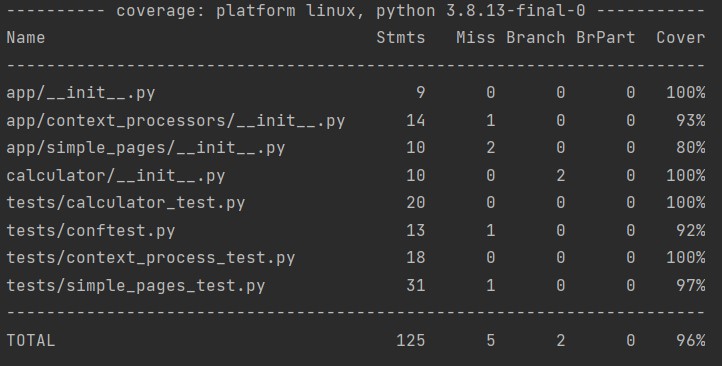 ---------- coverage: platform linux, python 3.8.13-final-0 -----------
Name                                 Stmts   Miss Branch BrPart  Cover
----------------------------------------------------------------------
app/__init__.py                          9      0      0      0   100%
app/context_processors/__init__.py      14      1      0      0    93%
app/simple_pages/__init__.py            10      2      0      0    80%
calculator/__init__.py                  10      0      2      0   100%
tests/calculator_test.py                20      0      0      0   100%
tests/conftest.py                       13      1      0      0    92%
tests/context_process_test.py           18      0      0      0   100%
tests/simple_pages_test.py              31      1      0      0    97%
----------------------------------------------------------------------
TOTAL                                  125      5      2      0    96%